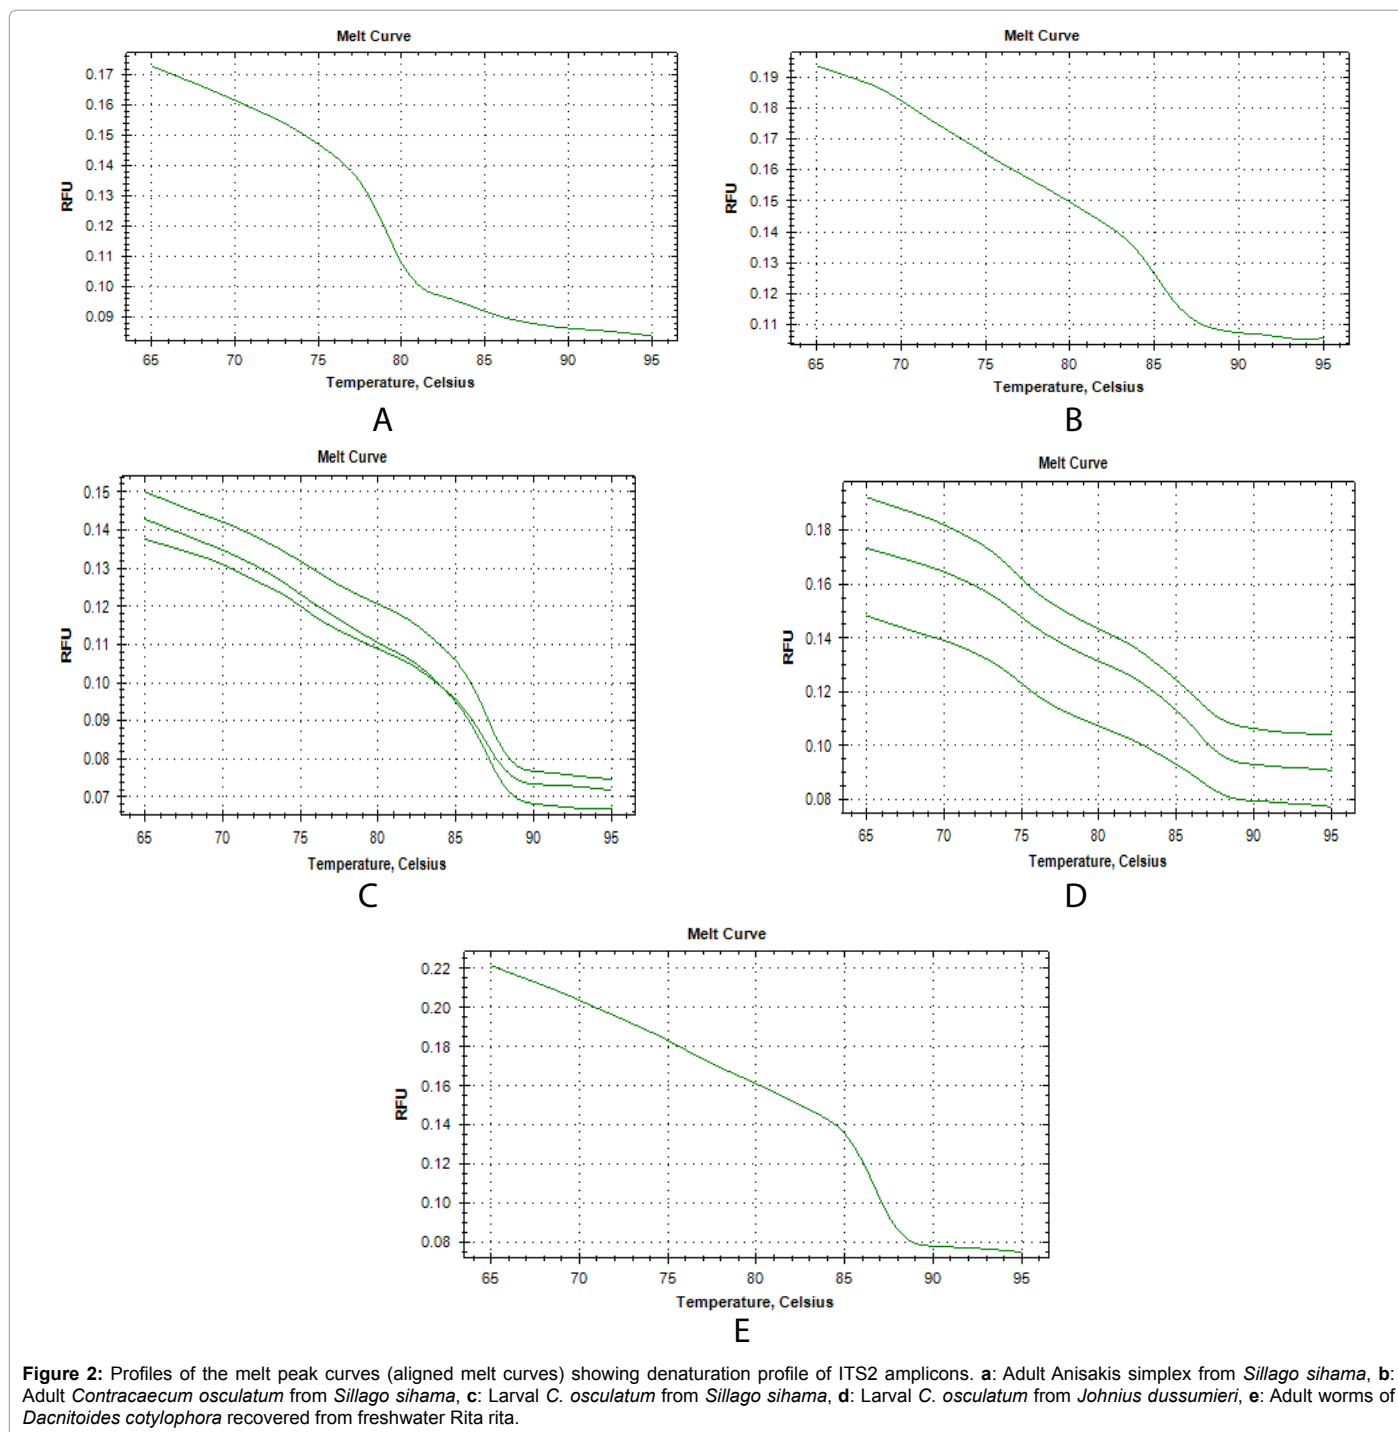 Melt Curve
0.17
0.16
0.15
0.14
0.13
0.12
0.11
0.10
0.09
RFU
65 70 75 80 85 90 95
Temperature, Celsius
A
Melt Curve
0.19
0.18
0.17
0.16
0.15
0.14
0.13
0.12
0.11
RFU
65 70 75 80 85 90 95
Temperature, Celsius
B
Melt Curve
0.15
0.14
0.13
0.12
0.11
0.10
0.09
0.08
0.07
RFU
65 70 75 80 85 90 95
Temperature, Celsius
C
Melt Curve
0.18
0.16
0.14
0.12
0.10
0.08
RFU
65 70 75 80 85 90 95
Temperature, Celsius
D
Melt Curve
0.22
0.20
0.18
0.16
0.14
0.12
0.10
0.08
RFU
65 70 75 80 85 90 95
Temperature, Celsius
E
Figure 2: Profiles of the melt peak curves (aligned melt curves) showing denaturation profile of ITS2 amplicons. a: Adult Anisakis simplex from Sillago sihama, b:
Adult Contracaecum osculatum from Sillago sihama, c: Larval C. osculatum from Sillago sihama, d: Larval C. osculatum from Johnius dussumieri, e: Adult worms of
Dacnitoides cotylophora recovered from freshwater Rita rita.